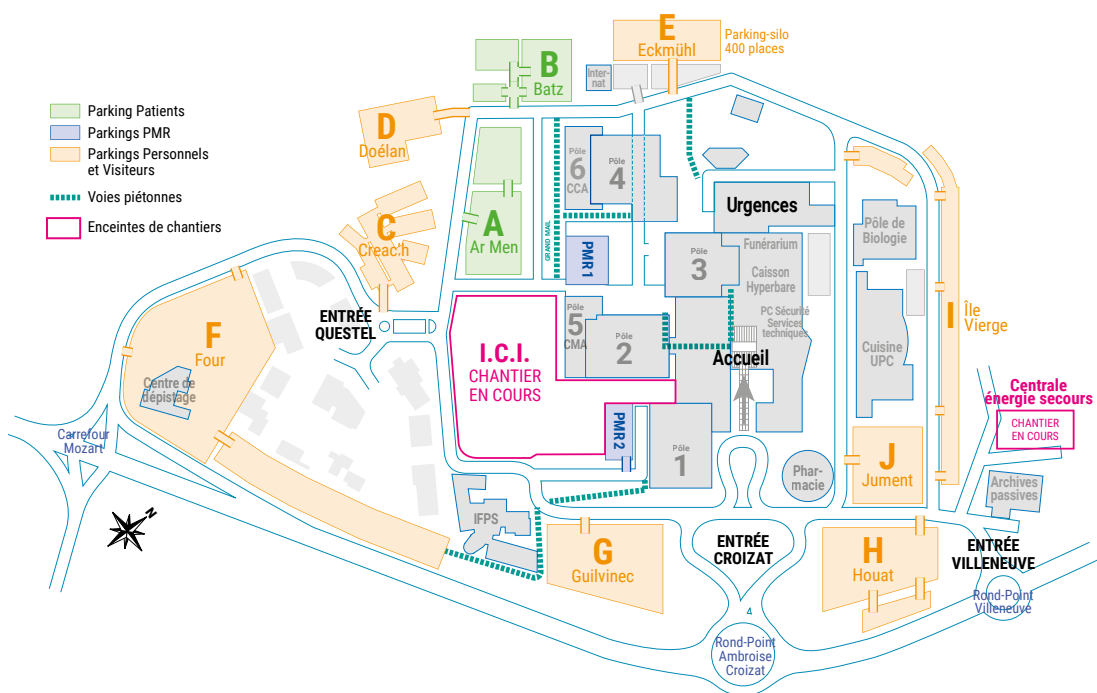 E
Eckmühl
Parking-silo
400 places
B
Batz
Inter-
nat
Parking Patients
Parkings PMR
Parkings Personnels
et Visiteurs
Voies piétonnes
Enceintes de chantiers
D
Doélan
Pôle
6
CCA
Pôle
4
A
Ar Men
GRAND MAIL
PMR1
C
Creac'h
Urgences
Pôle
3
Funérarium
Caisson
Hyperbare
PC Sécurité
Services
techniques
Pôle de
Biologie
I
Île
Vierge
ENTRÉE
QUESTEL
F
Four
Centre de
dépistage
I.C.I.
CHANTIER
EN COURS
Pôle
5
CMA
Pôle
2
Accueil
Cuisine
UPC
Centrale
énergie secours
CHANTIER
EN COURS
Carrefour
Mozart
PMR 2
Pôle
1
Phar-
macie
J
Jument
Archives
passives
N
IFPS
G
Guilvinec
ENTRÉE
CROIZAT
H
Houat
ENTRÉE
VILLENEUVE
Rond-Point
Villeneuve
Rond-Point
Ambroise
Croizat